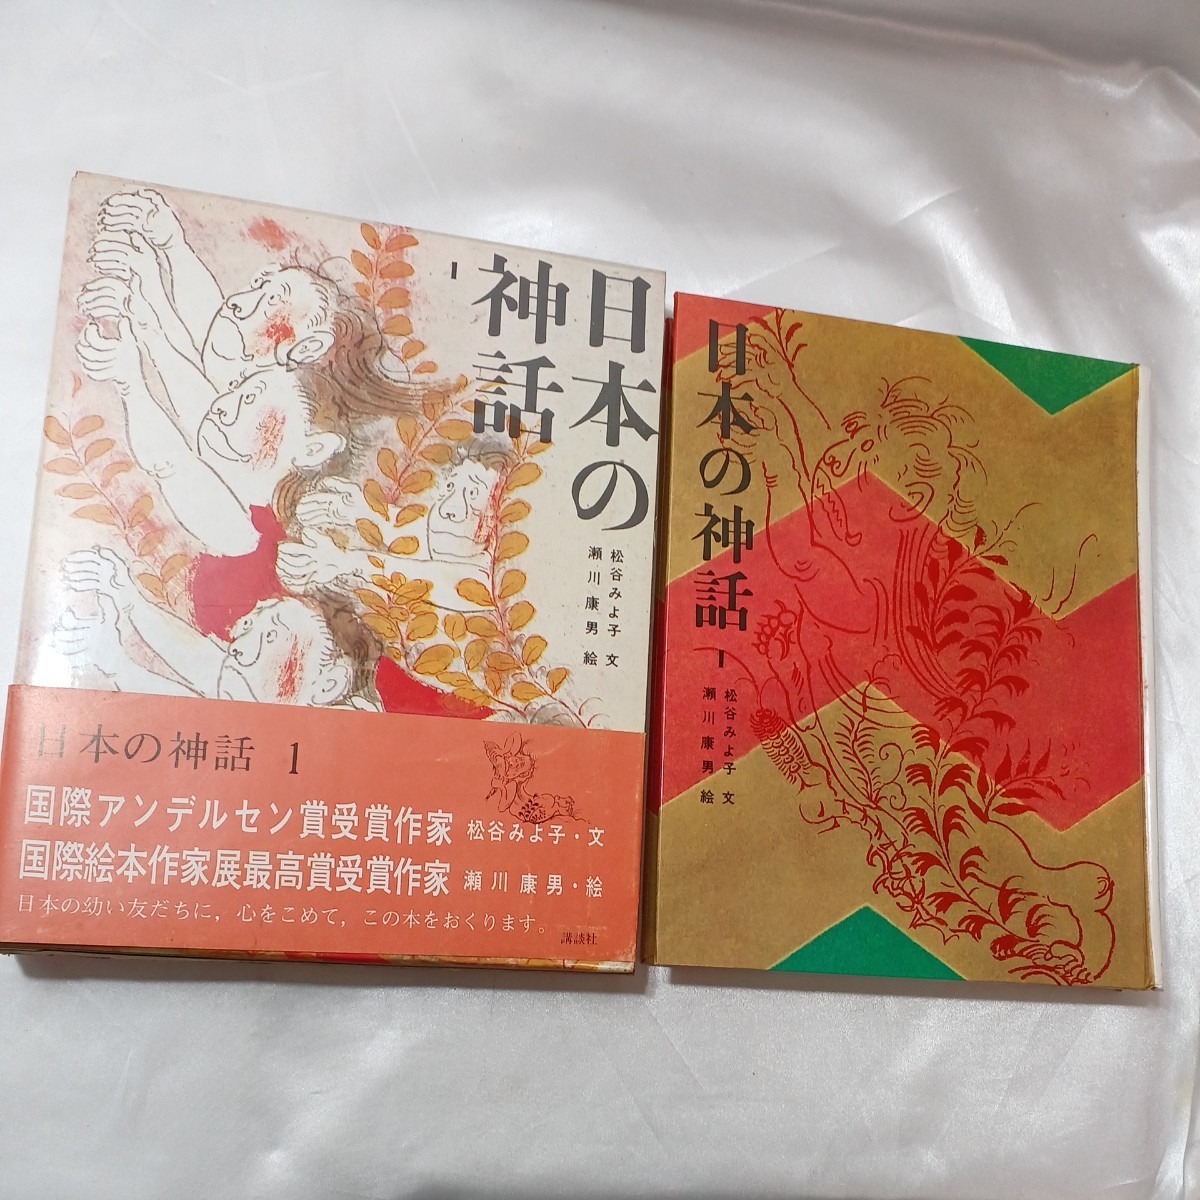 日本の
神話
1
松谷みよ子 文
瀬川康男 絵
日本の神話 1
国際アンデルセン賞受賞作家 松谷みよ子・文
国際絵本作家展最高賞受賞作家 瀬川康男・絵
日本の幼い友だちに，心をこめて，この本をおくります。
講談社
日本の神話 1
松谷みよ子 文
瀬川康男 絵